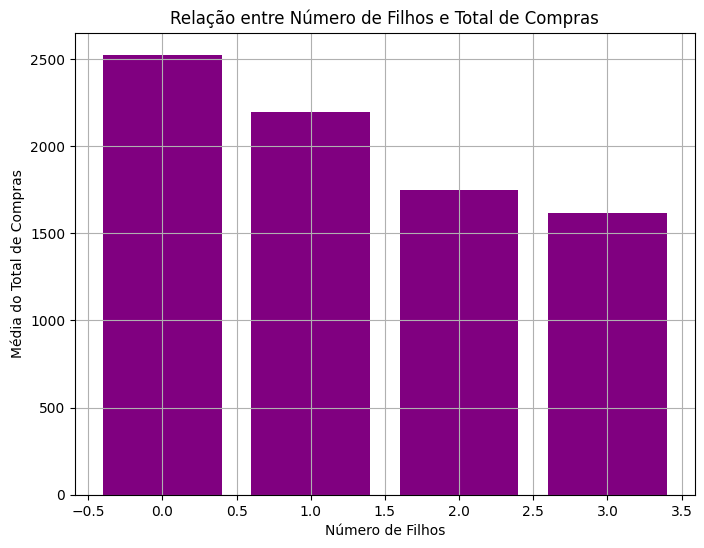 Relação entre Número de Filhos e Total de Compras
Média do Total de Compras
2500
2000
1500
1000
500
0
−0.5 0.0 0.5 1.0 1.5 2.0 2.5 3.0 3.5
Número de Filhos